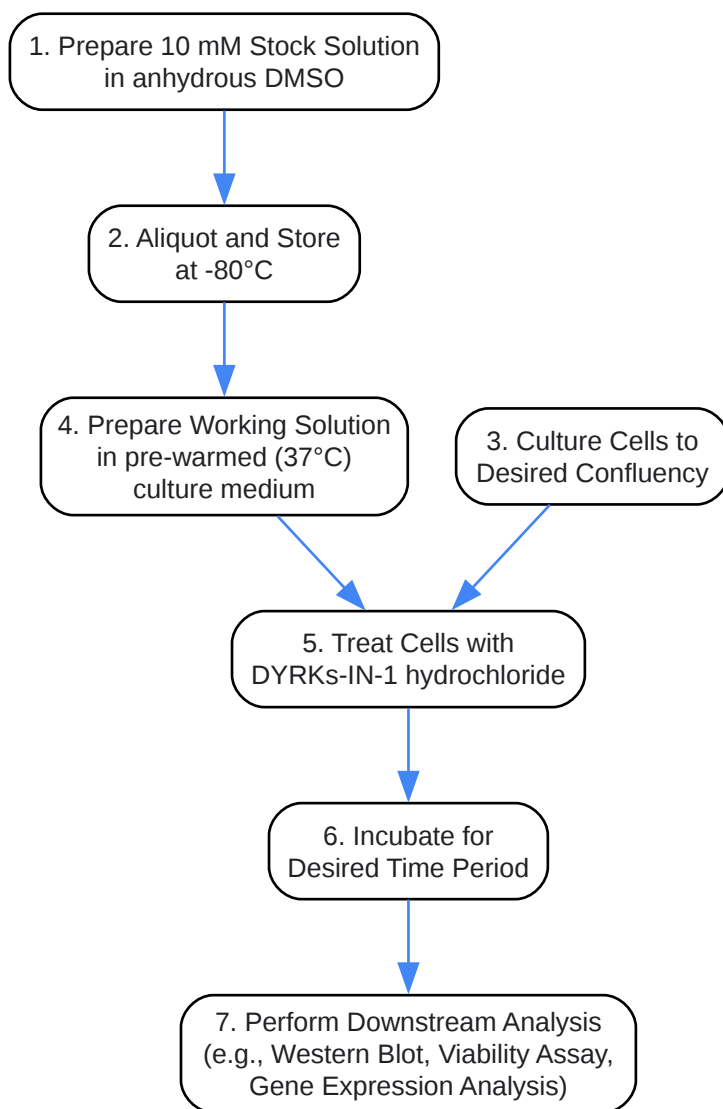 1. Prepare 10 mM Stock Solution
in anhydrous DMSO
2. Aliquot and Store
at -80°C
4. Prepare Working Solution
in pre-warmed (37°C)
culture medium
3. Culture Cells to
Desired Confluency
5. Treat Cells with
DYRKs-IN-1 hydrochloride
6. Incubate for
Desired Time Period
7. Perform Downstream Analysis
(e.g., Western Blot, Viability Assay,
Gene Expression Analysis)